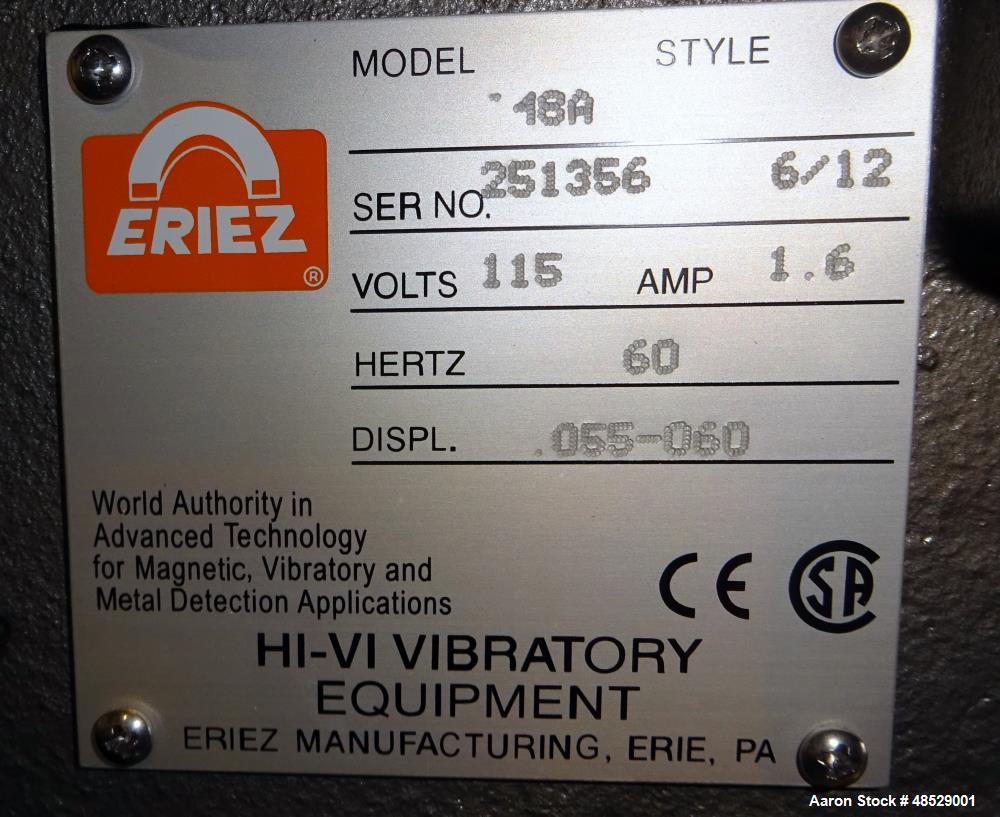 MODEL STYLE
18A
ERIEZ
®
SER NO. 251356 6/12
VOLTS 115 AMP 1.6
HERTZ 60
DISPL. .055-060
World Authority in
Advanced Technology
for Magnetic, Vibratory and
Metal Detection Applications
CE CSA
HI-VI VIBRATORY
EQUIPMENT
ERIEZ MANUFACTURING, ERIE, PA
Aaron Stock # 48529001